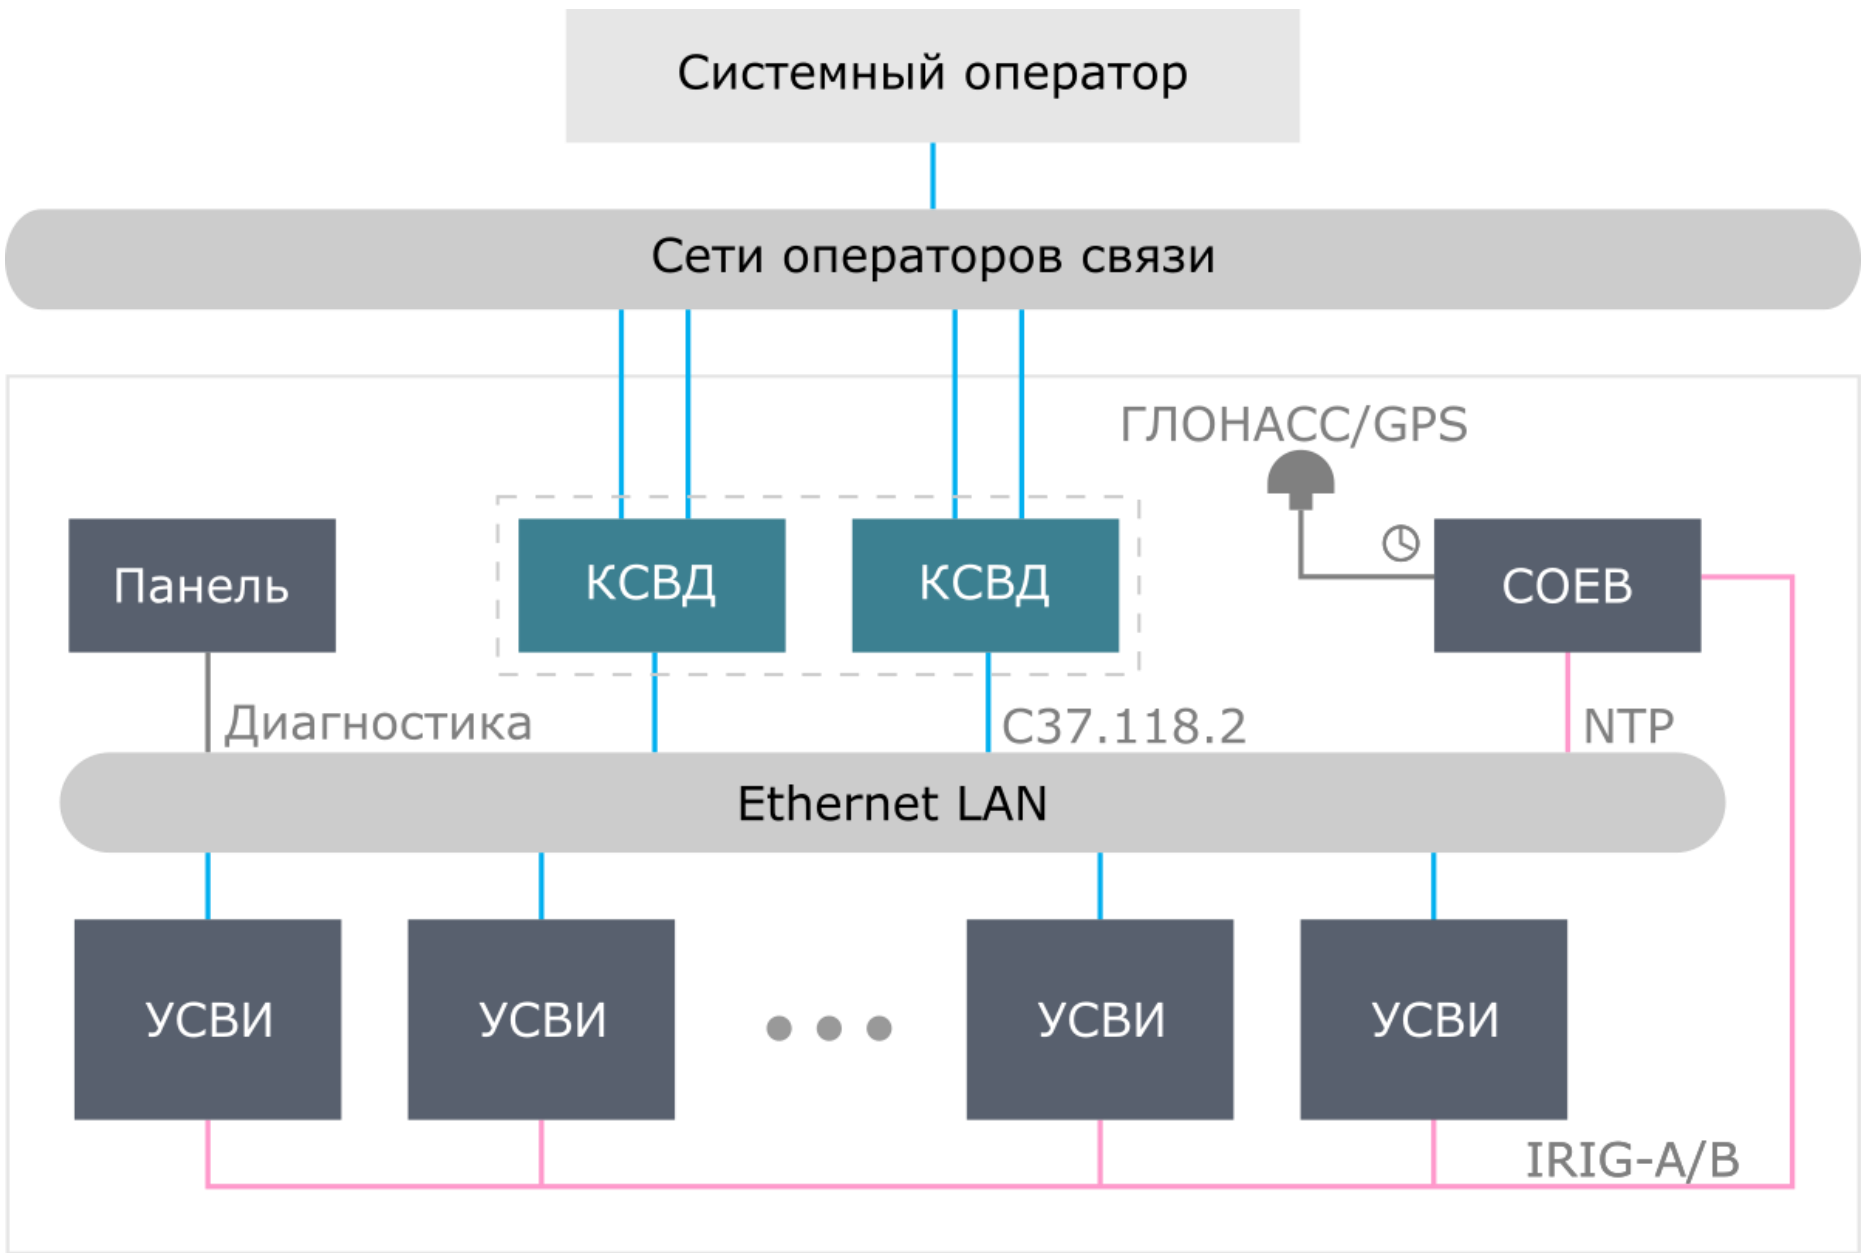 Системный оператор
Сети операторов связи
ГЛОНАСС/GPS
Панель
КСВД
КСВД
СОЕВ
Диагностика
C37.118.2
NTP
Ethernet LAN
УСВИ
УСВИ
УСВИ
УСВИ
IRIG-A/B